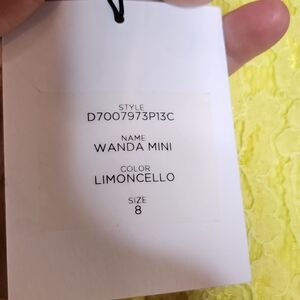 STYLE
D7007973P13C
NAME
WANDA MINI
COLOR
LIMONCELLO
SIZE
8